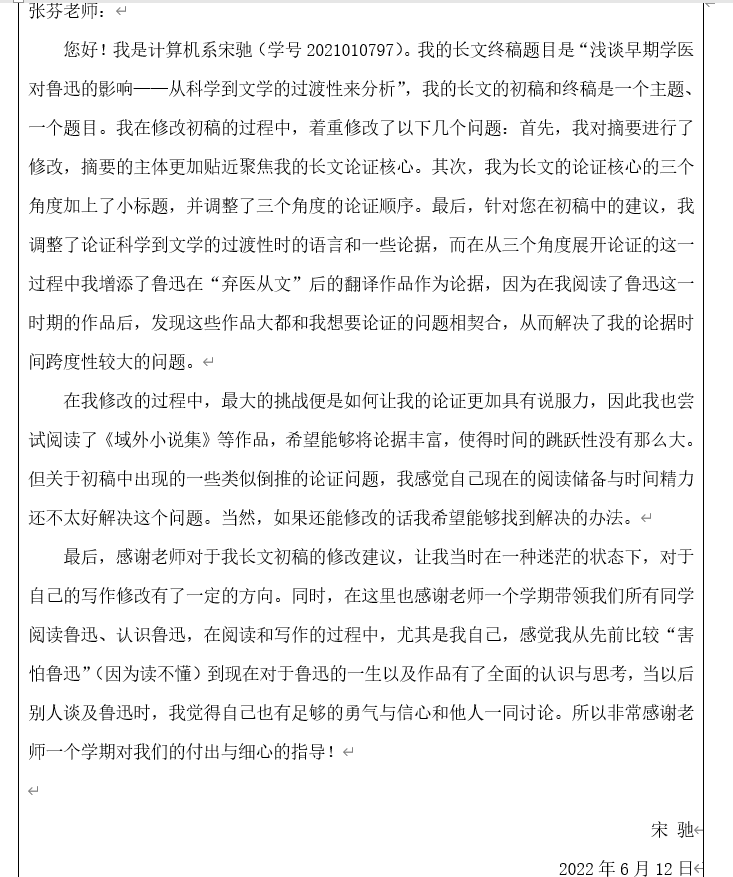 张芬老师：
您好！我是计算机系宋驰（学号 2021010797）。我的长文终稿题目是“浅谈早期学医
对鲁迅的影响——从科学到文学的过渡性来分析”，我的长文的初稿和终稿是一个主题、
一个题目。我在修改初稿的过程中，着重修改了以下几个问题：首先，我对摘要进行了
修改，摘要的主体更加贴近聚焦我的长文论证核心。其次，我为长文的论证核心的三个
角度加上了小标题，并调整了三个角度的论证顺序。最后，针对您在初稿中的建议，我
调整了论证科学到文学的过渡性时的语言和一些论据，而在从三个角度展开论证的这一
过程中我增添了鲁迅在“弃医从文”后的翻译作品作为论据，因为在我阅读了鲁迅这一
时期的作品后，发现这些作品大都和我想要论证的问题相契合，从而解决了我的论据时
间跨度性较大的问题。
在我修改的过程中，最大的挑战便是如何让我的论证更加具有说服力，因此我也尝
试阅读了《域外小说集》等作品，希望能够将论据丰富，使得时间的跳跃性没有那么大。
但关于初稿中出现的一些类似倒推的论证问题，我感觉自己现在的阅读储备与时间精力
还不太好解决这个问题。当然，如果还能修改的话我希望能够找到解决的办法。
最后，感谢老师对于我长文初稿的修改建议，让我当时在一种迷茫的状态下，对于
自己的写作修改有了一定的方向。同时，在这里也感谢老师一个学期带领我们所有同学
阅读鲁迅、认识鲁迅，在阅读和写作的过程中，尤其是我自己，感觉我从先前比较“害
怕鲁迅”（因为读不懂）到现在对于鲁迅的一生以及作品有了全面的认识与思考，当以后
别人谈及鲁迅时，我觉得自己也有足够的勇气与信心和他人一同讨论。所以非常感谢老
师一个学期对我们的付出与细心的指导！
宋 驰
2022 年 6 月 12 日